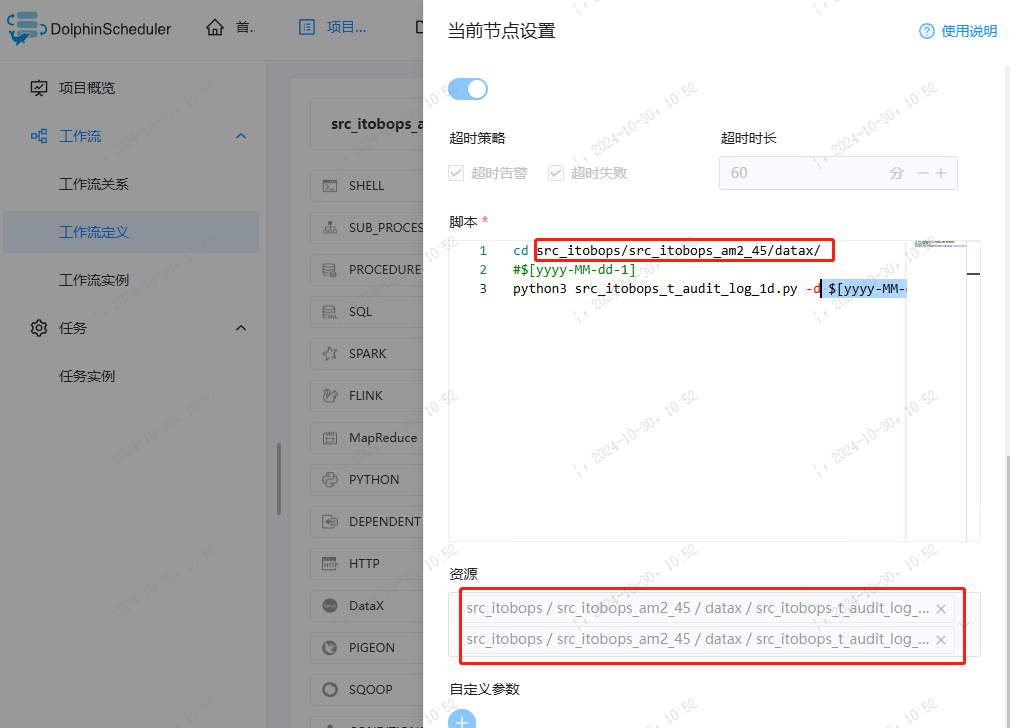 DolphinScheduler
首..
项目...
当前节点设置
使用说明
项目概览
工作流
工作流关系
工作流定义
工作流实例
任务
任务实例
src_itobops_a
SHELL
SUB_PROCES
PROCEDURE
SQL
SPARK
FLINK
MapReduce
PYTHON
DEPENDENT
HTTP
DataX
PIGEON
SQOOP
超时策略
超时时长
超时告警
超时失败
60
分
脚本 *
1 cd src_itobops/src_itobops_am2_45/datax/
2 #$[yyyy-MM-dd-1]
3 python3 src_itobops_t_audit_log_1d.py -d $[yyyy-MM-
资源
src_itobops / src_itobops_am2_45 / datax / src_itobops_t_audit_log_...
src_itobops / src_itobops_am2_45 / datax / src_itobops_t_audit_log_...
自定义参数
2024-10-30, 10:52